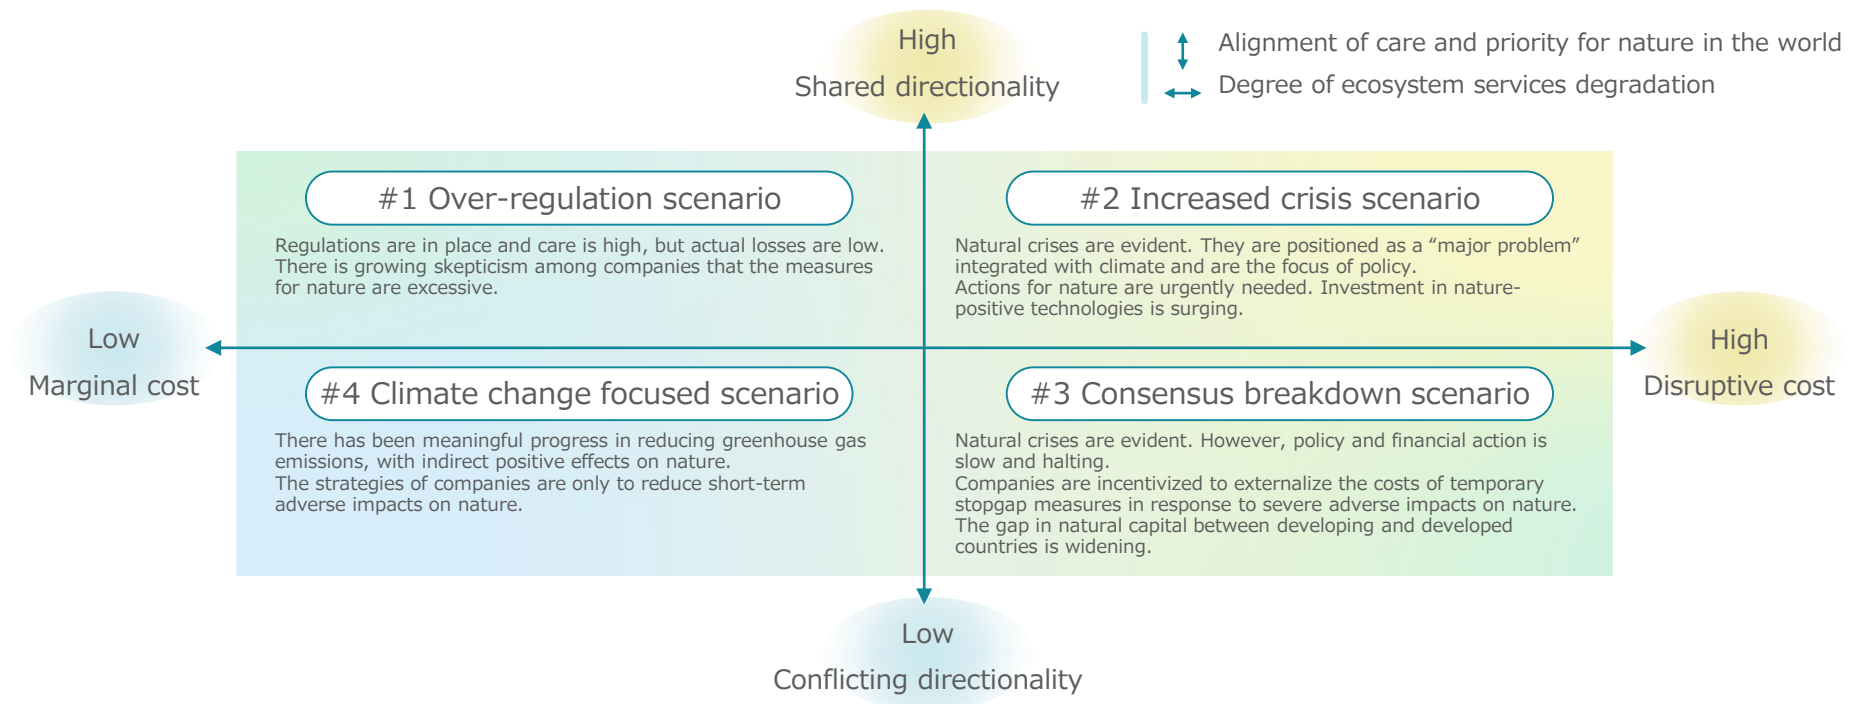 High
Shared directionality
Alignment of care and priority for nature in the world
Degree of ecosystem services degradation
#1 Over-regulation scenario
Regulations are in place and care is high, but actual losses are low.
There is growing skepticism among companies that the measures
for nature are excessive.
#2 Increased crisis scenario
Natural crises are evident. They are positioned as a “major problem”
integrated with climate and are the focus of policy.
Actions for nature are urgently needed. Investment in nature-
positive technologies is surging.
Low
Marginal cost
High
Disruptive cost
#4 Climate change focused scenario
There has been meaningful progress in reducing greenhouse gas
emissions, with indirect positive effects on nature.
The strategies of companies are only to reduce short-term
adverse impacts on nature.
#3 Consensus breakdown scenario
Natural crises are evident. However, policy and financial action is
slow and halting.
Companies are incentivized to externalize the costs of temporary
stopgap measures in response to severe adverse impacts on nature.
The gap in natural capital between developing and developed
countries is widening.
Low
Conflicting directionality